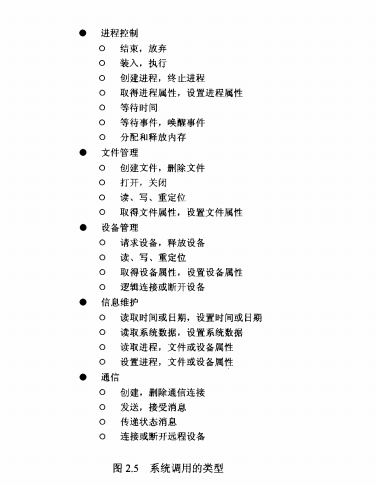 ● 进程控制
○ 结束，放弃
○ 装入，执行
○ 创建进程，终止进程
○ 取得进程属性，设置进程属性
○ 等待时间
○ 等待事件，唤醒事件
○ 分配和释放内存
● 文件管理
○ 创建文件，删除文件
○ 打开，关闭
○ 读、写、重定位
○ 取得文件属性，设置文件属性
● 设备管理
○ 请求设备，释放设备
○ 读、写、重定位
○ 取得设备属性，设置设备属性
○ 逻辑连接或断开设备
● 信息维护
○ 读取时间或日期，设置时间或日期
○ 读取系统数据，设置系统数据
○ 读取进程，文件或设备属性
○ 设置进程，文件或设备属性
● 通信
○ 创建，删除通信连接
○ 发送，接受消息
○ 传递状态消息
○ 连接或断开远程设备
图 2.5 系统调用的类型